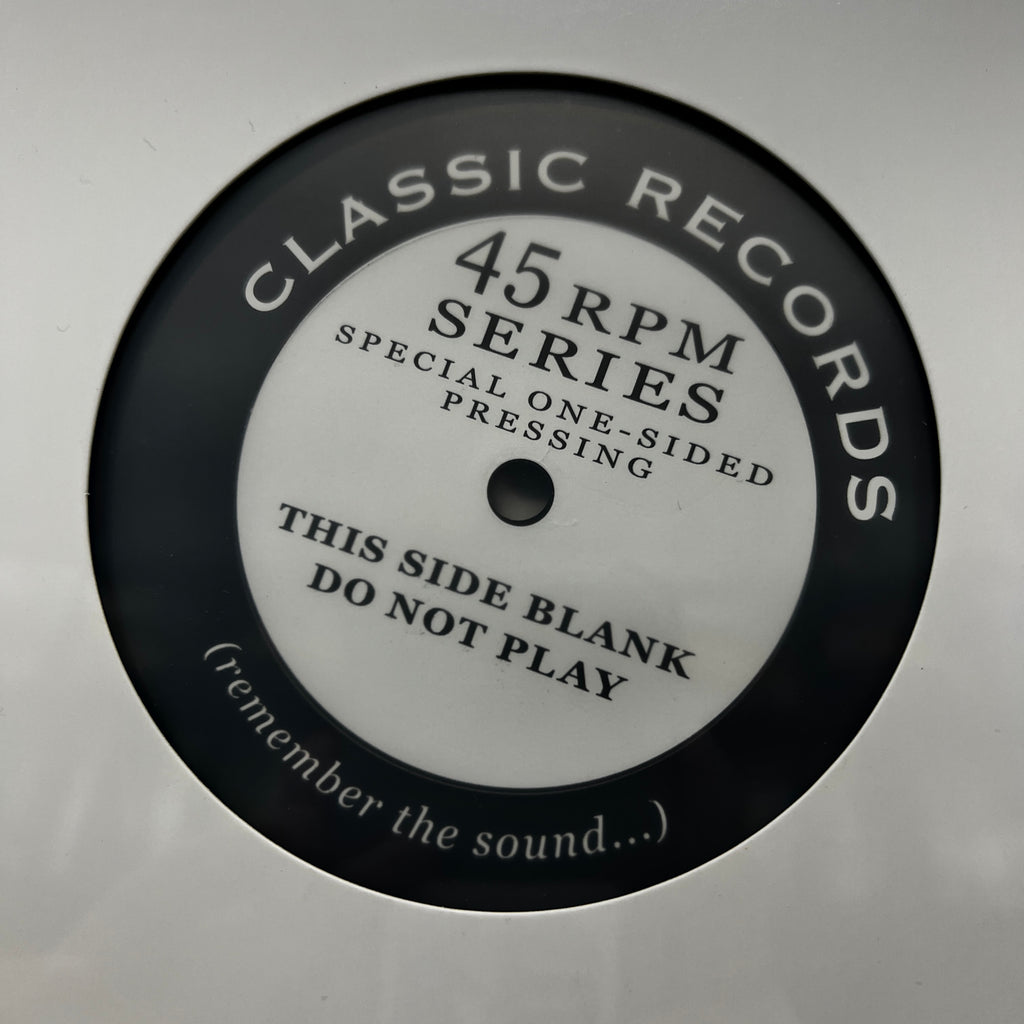 CLASSIC RECORDS
45 RPM
SERIES
SPECIAL ONE-SIDED
PRESSING
THIS SIDE BLANK
DO NOT PLAY
(remember the sound...)